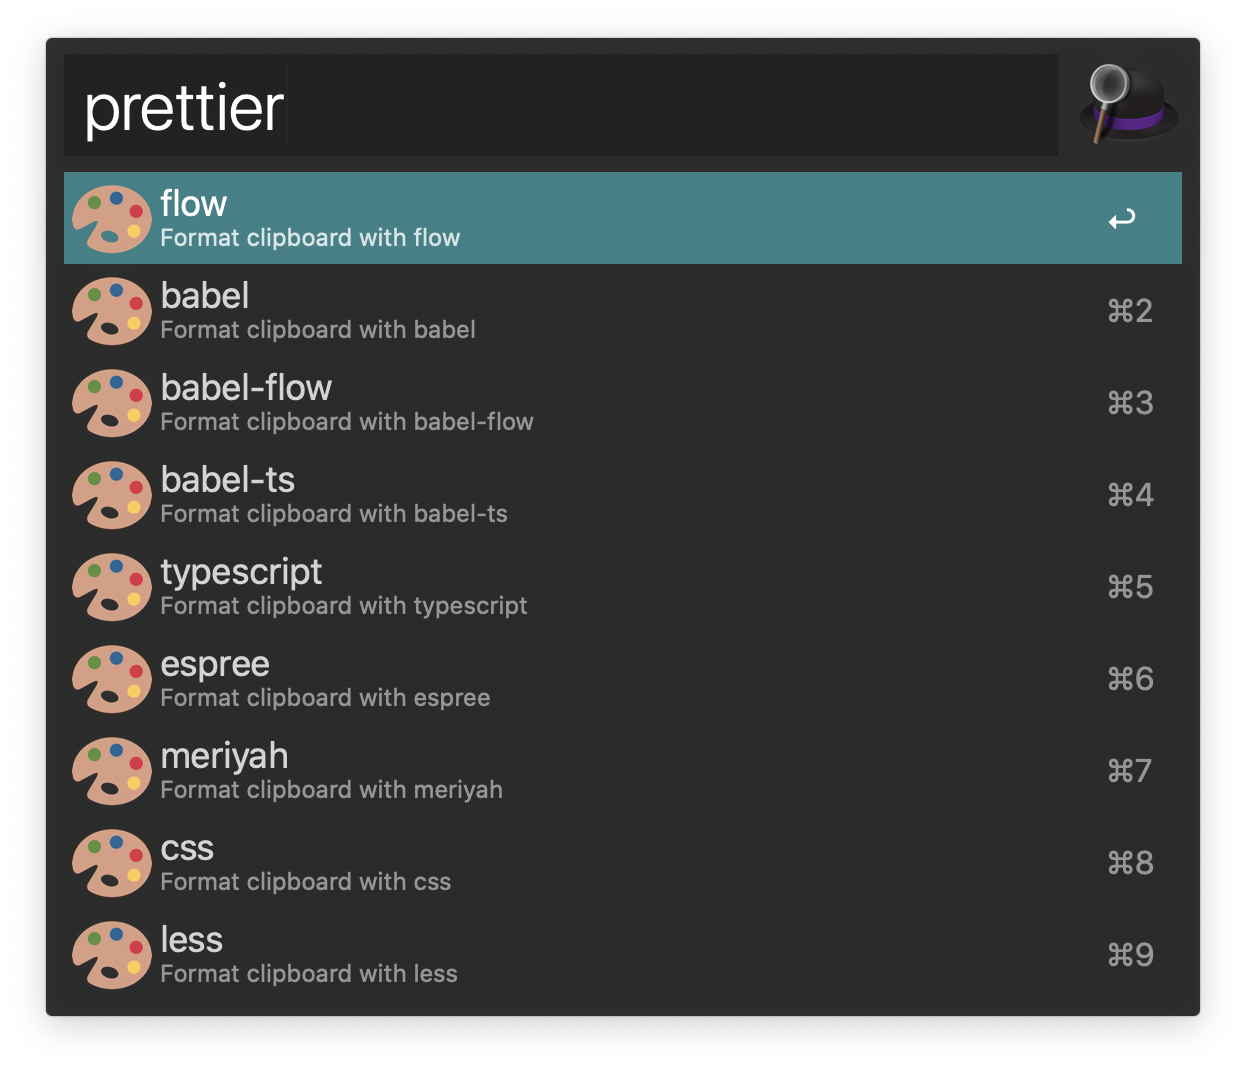 prettier
flow
Format clipboard with flow
↩
babel
Format clipboard with babel
⌘2
babel-flow
Format clipboard with babel-flow
⌘3
babel-ts
Format clipboard with babel-ts
⌘4
typescript
Format clipboard with typescript
⌘5
espree
Format clipboard with espree
⌘6
meriyah
Format clipboard with meriyah
⌘7
css
Format clipboard with css
⌘8
less
Format clipboard with less
⌘9